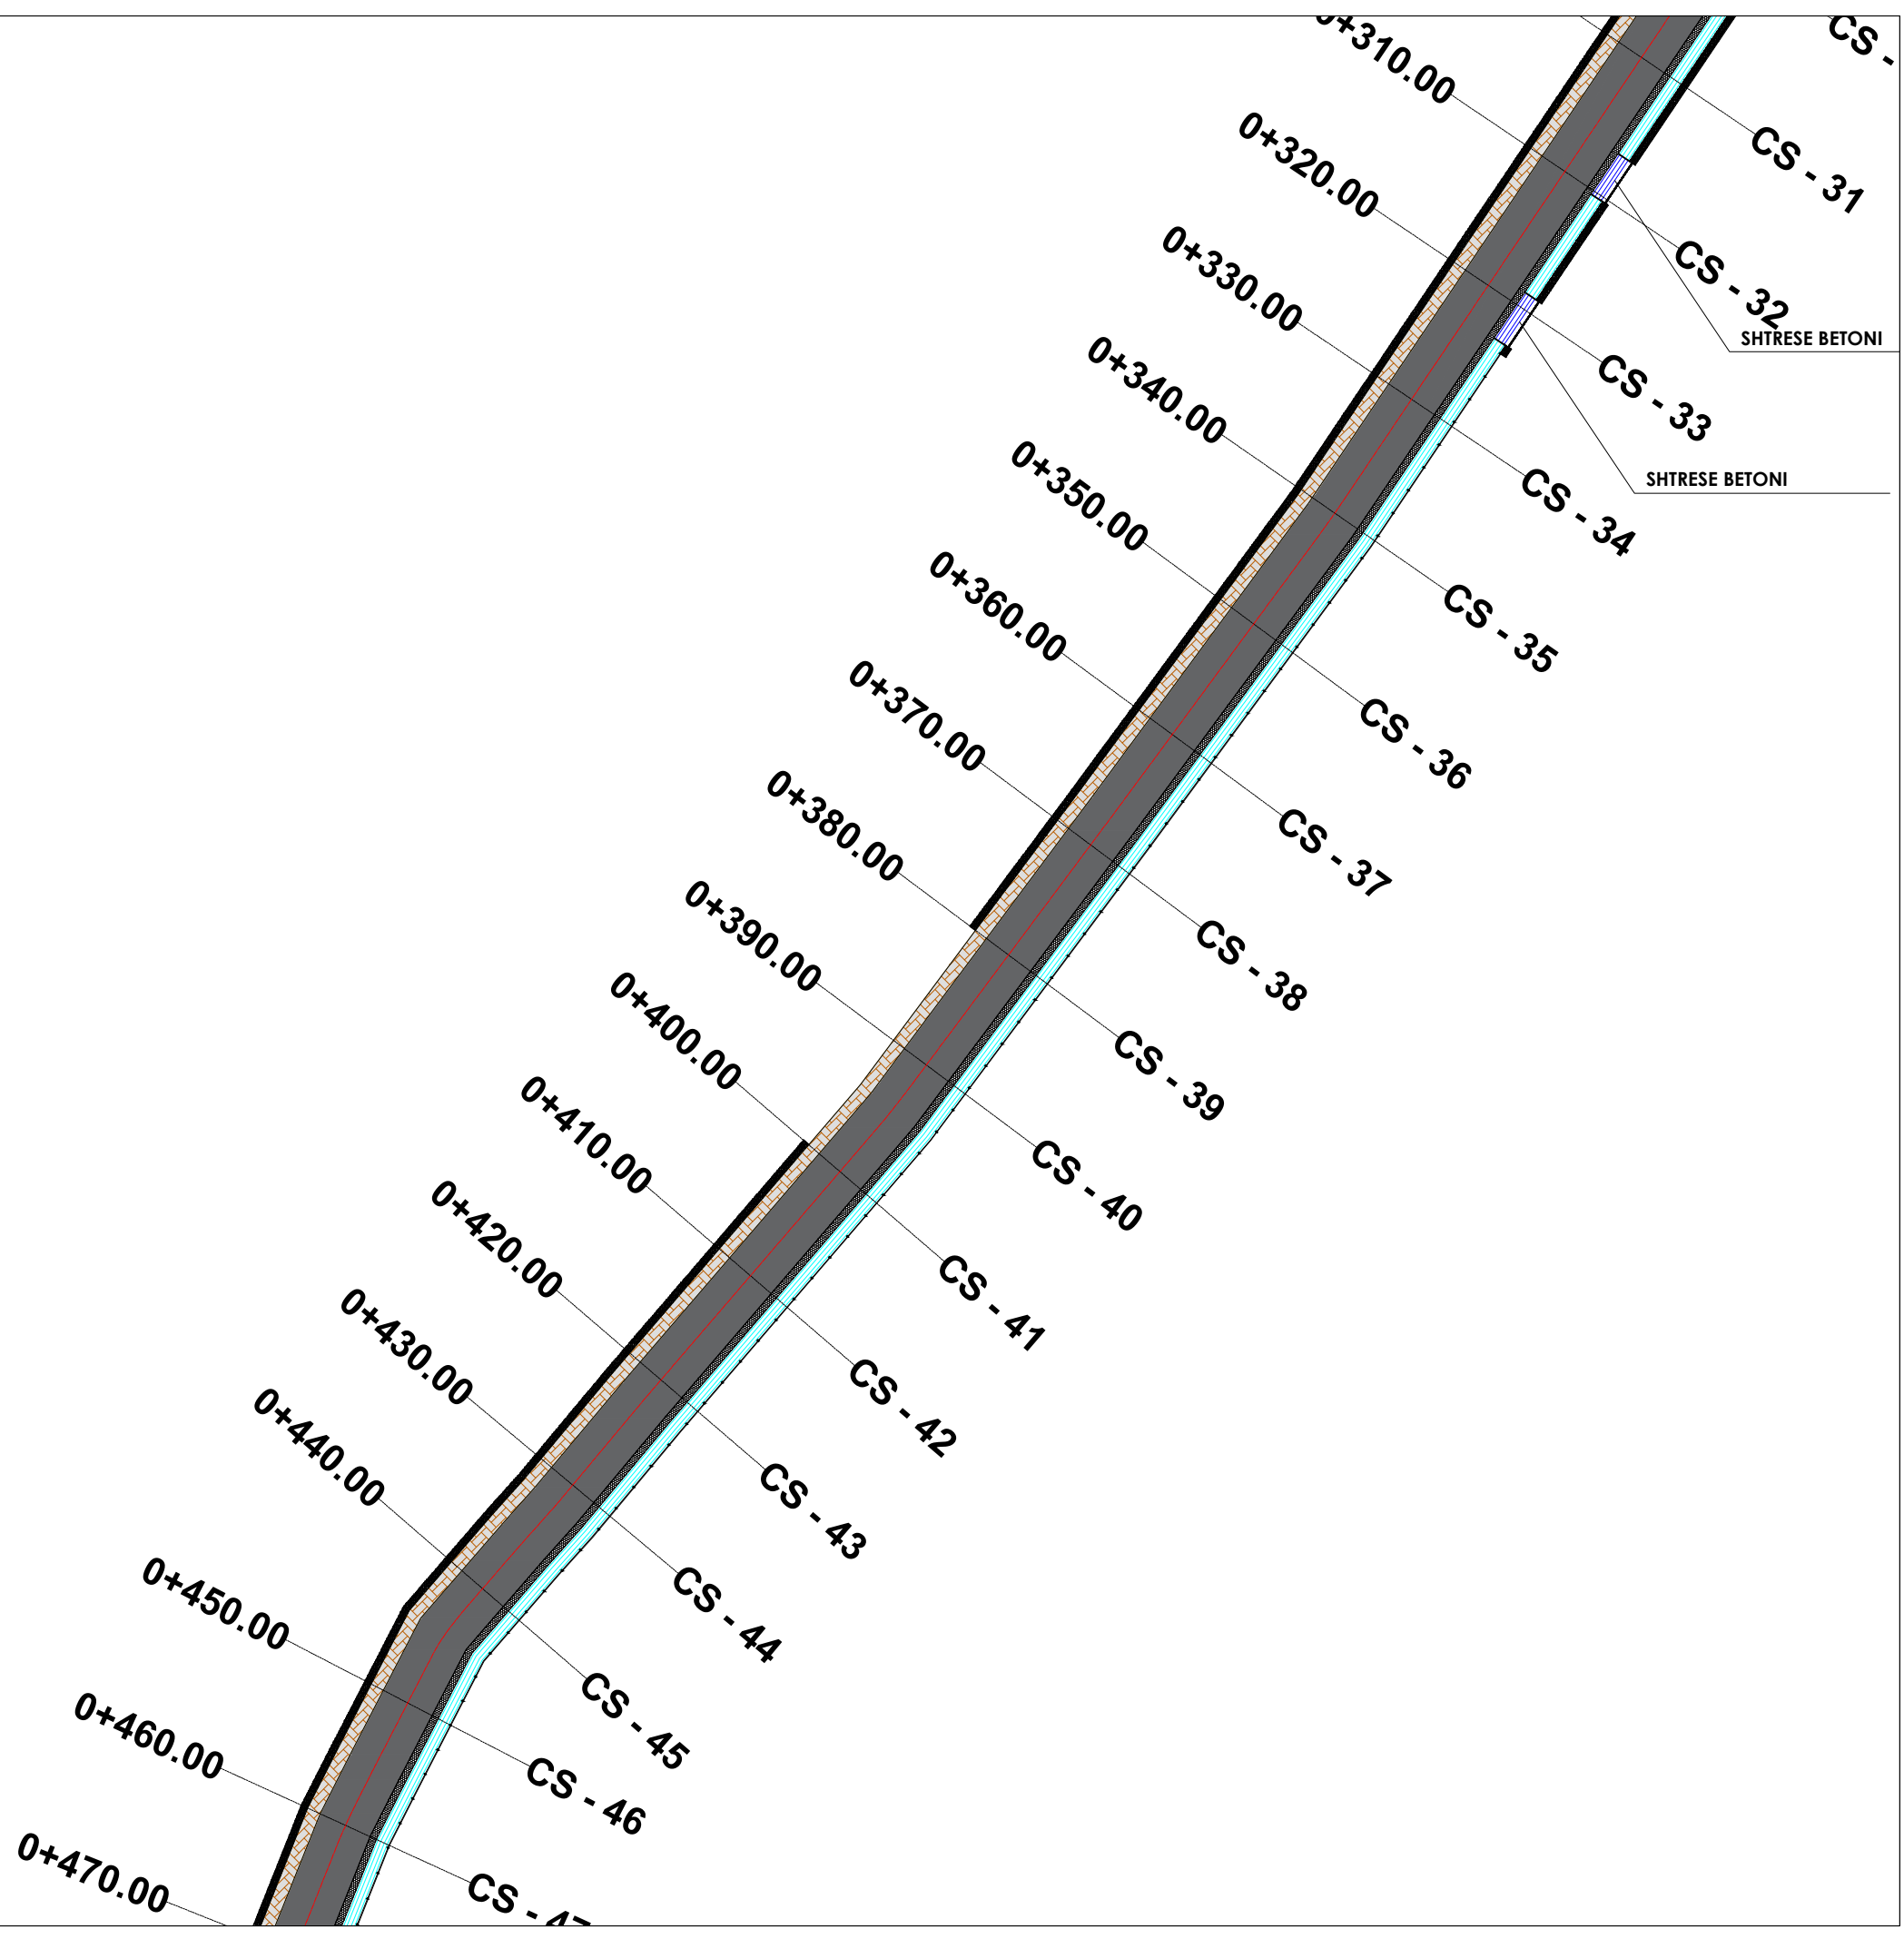 0+310.00
0+320.00
0+330.00
0+340.00
0+350.00
0+360.00
0+370.00
0+380.00
0+390.00
0+400.00
0+410.00
0+420.00
0+430.00
0+440.00
0+450.00
0+460.00
0+470.00
CS -
CS - 31
CS - 32
SHTRESE BETONI
CS - 33
SHTRESE BETONI
CS - 34
CS - 35
CS - 36
CS - 37
CS - 38
CS - 39
CS - 40
CS - 41
CS - 42
CS - 43
CS - 44
CS - 45
CS - 46
CS - 47